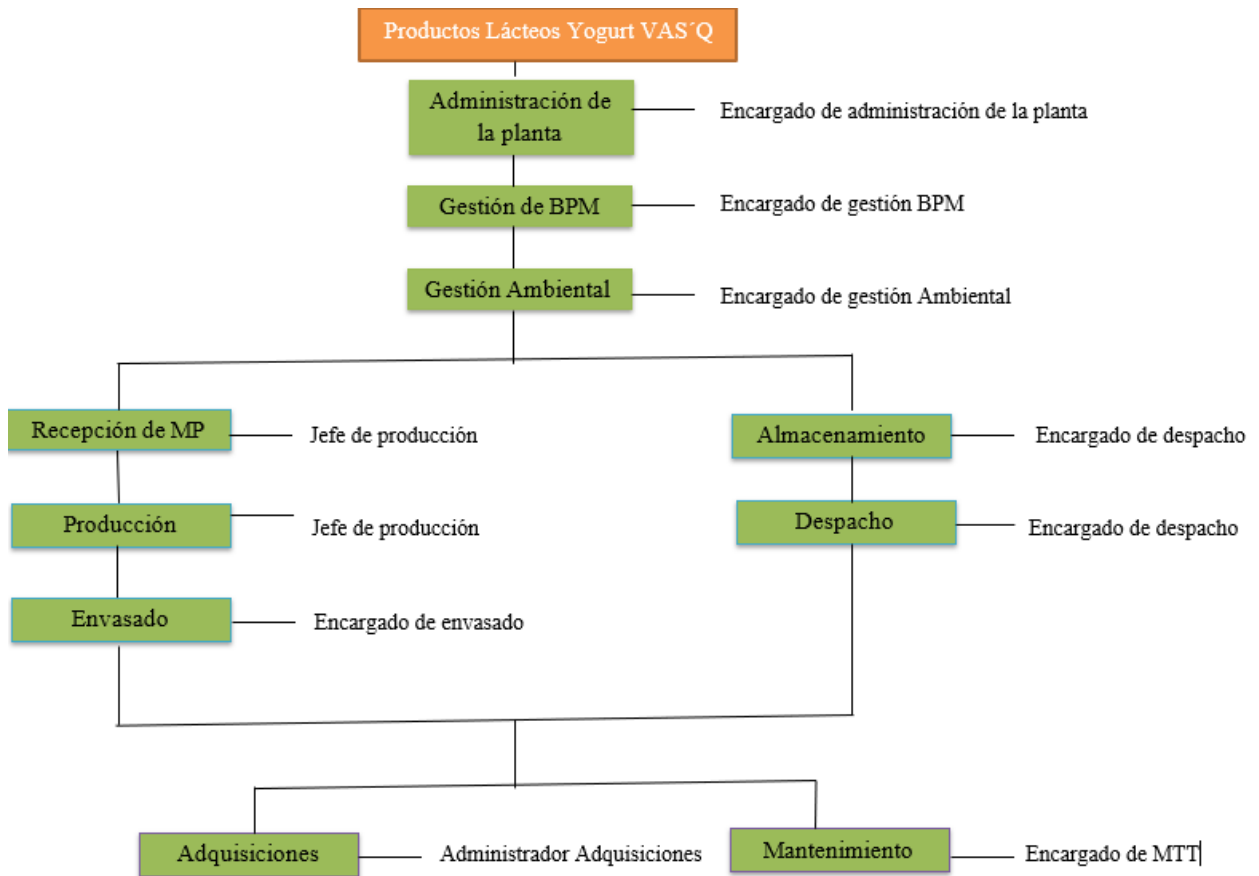 Productos Lácteos Yogurt VAS´Q
Administración de
la planta
Encargado de administración de la planta
Gestión de BPM
Encargado de gestión BPM
Gestión Ambiental
Encargado de gestión Ambiental
Recepción de MP
Jefe de producción
Almacenamiento
Encargado de despacho
Producción
Jefe de producción
Despacho
Encargado de despacho
Envasado
Encargado de envasado
Adquisiciones
Administrador Adquisiciones
Mantenimiento
Encargado de MTT